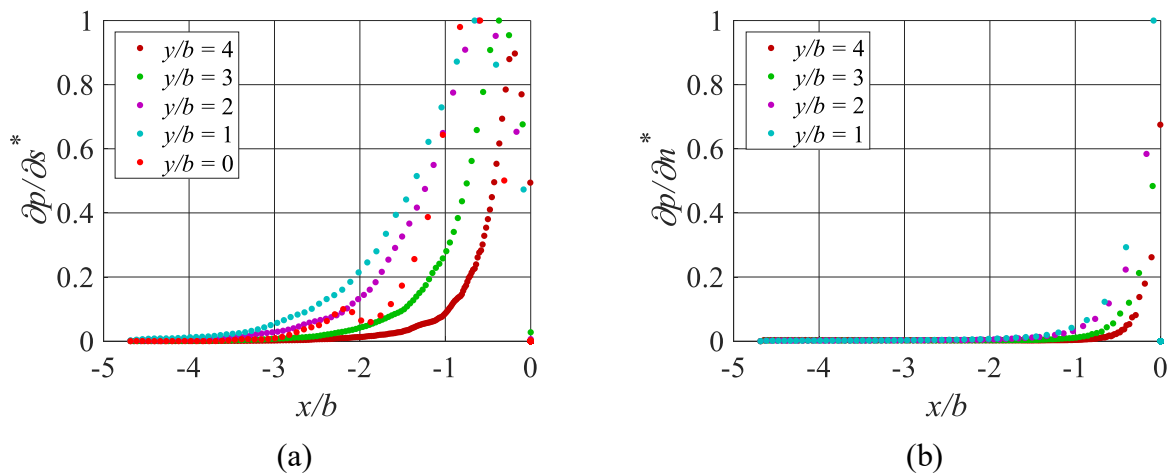 1
0.8
0.6
0.4
0.2
0
∂p/∂s*
y/b = 4
y/b = 3
y/b = 2
y/b = 1
y/b = 0
-5 -4 -3 -2 -1 0
x/b
(a)
1
0.8
0.6
0.4
0.2
0
∂p/∂n*
y/b = 4
y/b = 3
y/b = 2
y/b = 1
-5 -4 -3 -2 -1 0
x/b
(b)